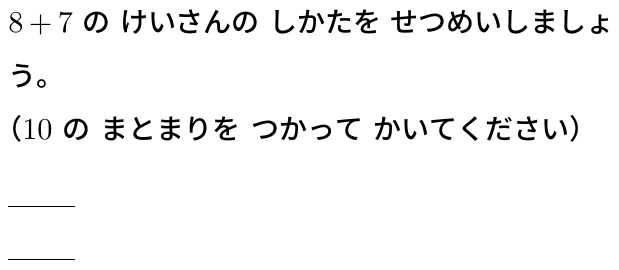 8 + 7 の けいさんの しかたを せつめいしましょ
う。
(10 の まとまりを つかって かいてください)